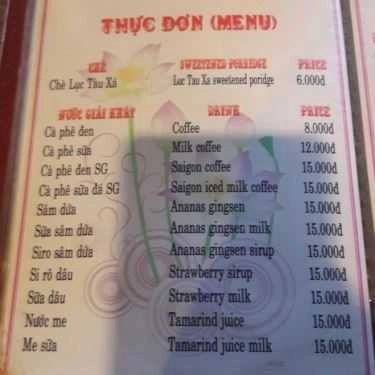 THỰC ĐƠN (MENU)
CHÈ SWEETENED PORIDGE PRICE
Chè Lục Tàu Xá Luc Tau Xa sweetened poridge 6.000đ
NƯỚC GIẢI KHÁT DRINK PRICE
Cà phê đen Coffee 8.000đ
Cà phê sữa Milk coffee 12.000đ
Cà phê đen SG Saigon coffee 15.000đ
Cà phê sữa đá SG Saigon iced milk coffee 15.000đ
Sâm dứa Ananas gingsen 15.000đ
Sữa sâm dứa Ananas gingsen milk 15.000đ
Siro sâm dứa Ananas gingsen sirup 15.000đ
Si rô dâu Strawberry sirup 15.000đ
Sữa dâu Strawberry milk 15.000đ
Nước me Tamarind juice 15.000đ
Me sữa Tamarind juice milk 15.000đ